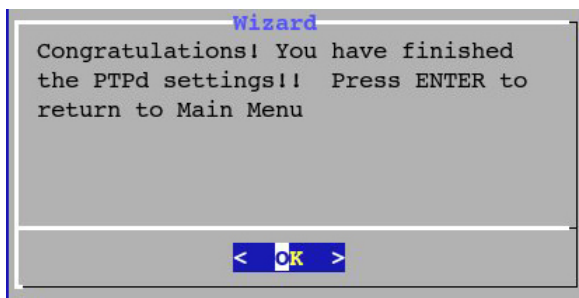 Wizard
Congratulations! You have finished
the PTPd settings!! Press ENTER to
return to Main Menu
< OK >